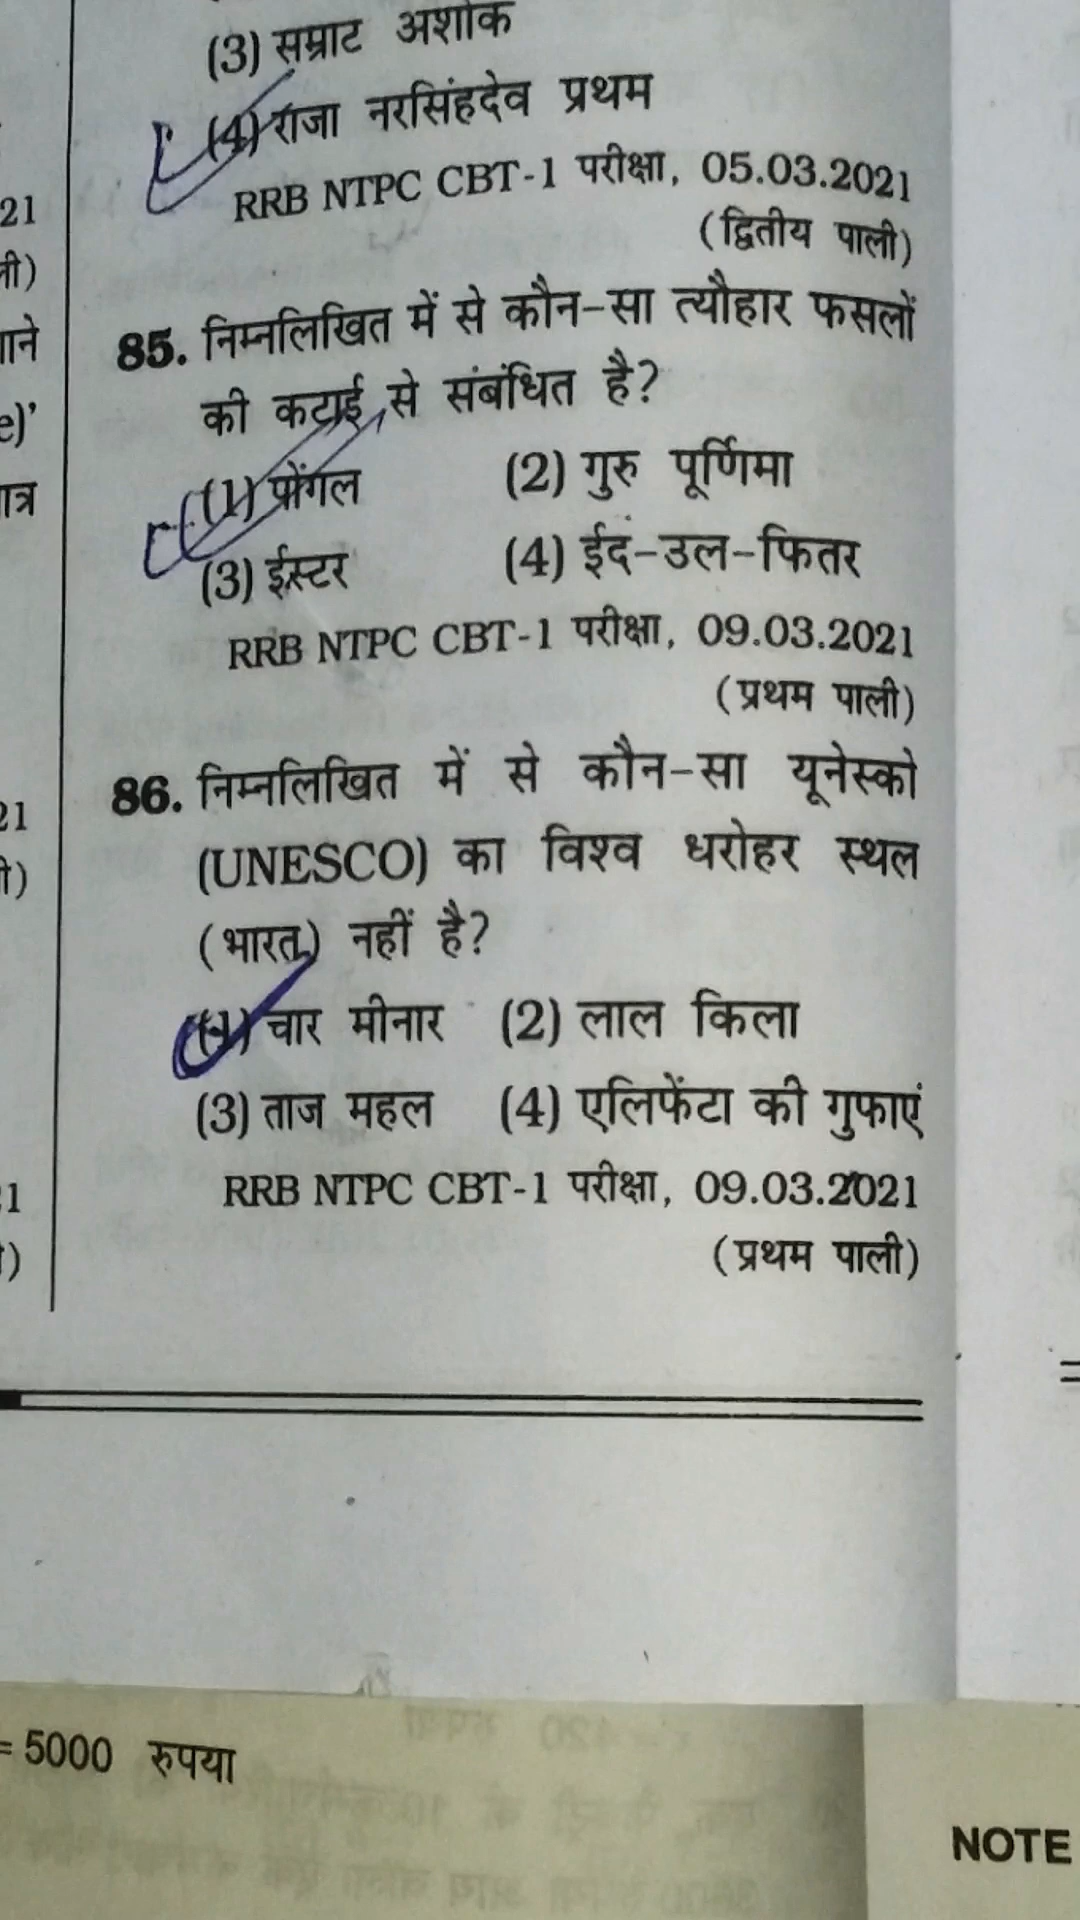 (3) सम्राट अशोक
(4) राजा नरसिंहदेव प्रथम
RRB NTPC CBT-1 परीक्षा, 05.03.2021
(द्वितीय पाली)
85. निम्नलिखित में से कौन-सा त्यौहार फसलों
की कटाई से संबंधित है?
(1) पोंगल (2) गुरु पूर्णिमा
(3) ईस्टर (4) ईद-उल-फितर
RRB NTPC CBT-1 परीक्षा, 09.03.2021
(प्रथम पाली)
86. निम्नलिखित में से कौन-सा यूनेस्को
(UNESCO) का विश्व धरोहर स्थल
(भारत) नहीं है?
(1) चार मीनार (2) लाल किला
(3) ताज महल (4) एलिफेंटा की गुफाएं
RRB NTPC CBT-1 परीक्षा, 09.03.2021
(प्रथम पाली)
= 5000 रुपया
NOTE